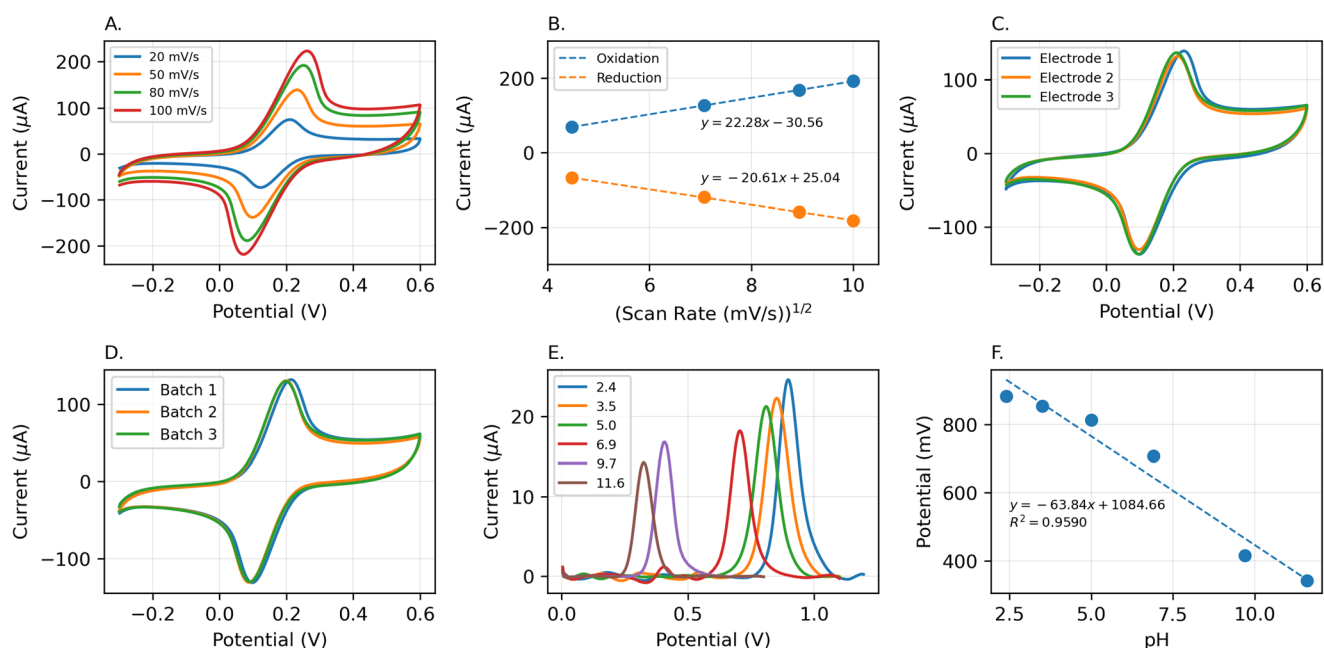 A.
200
100
0
−100
−200
Current (μA)
20 mV/s
50 mV/s
80 mV/s
100 mV/s
−0.2
0.0
0.2
0.4
0.6
Potential (V)
B.
200
0
−200
Current (μA)
Oxidation
Reduction
y = 22.28x − 30.56
y = − 20.61x + 25.04
4
6
8
10
(Scan Rate (mV/s))^{1/2}
C.
100
0
−100
Current (μA)
Electrode 1
Electrode 2
Electrode 3
−0.2
0.0
0.2
0.4
0.6
Potential (V)
D.
100
0
−100
Current (μA)
Batch 1
Batch 2
Batch 3
−0.2
0.0
0.2
0.4
0.6
Potential (V)
E.
20
10
0
Current (μA)
2.4
3.5
5.0
6.9
9.7
11.6
0.0
0.5
1.0
Potential (V)
F.
800
600
400
Potential (mV)
y = − 63.84x + 1084.66
R² = 0.9590
2.5
5.0
7.5
10.0
pH